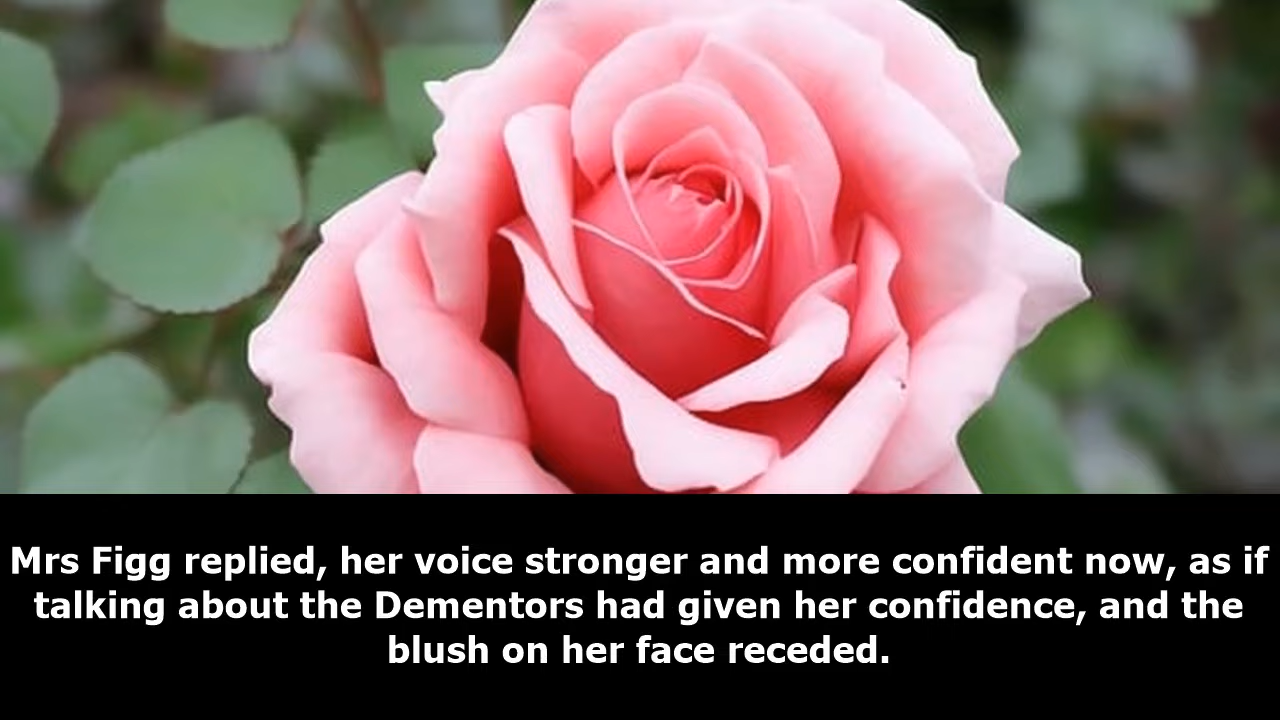 Mrs Figg replied, her voice stronger and more confident now, as if
talking about the Dementors had given her confidence, and the
blush on her face receded.